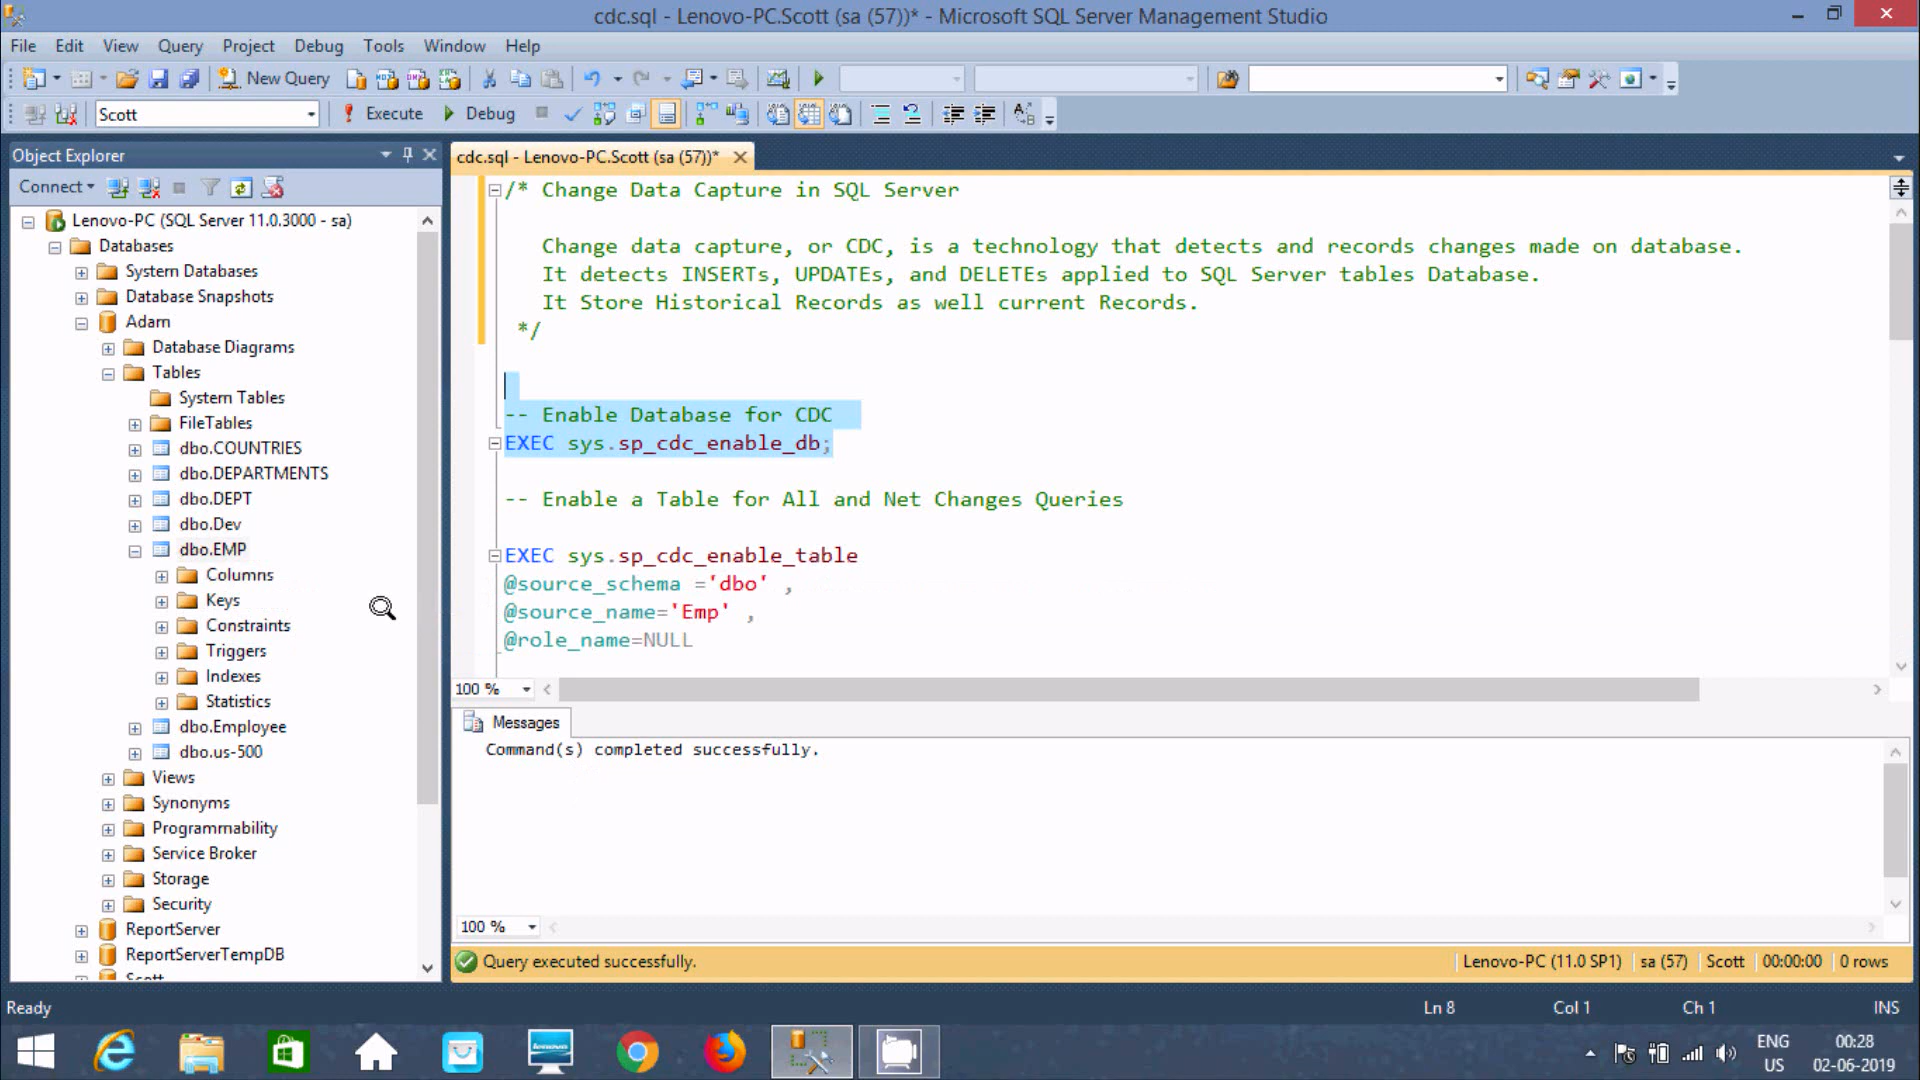 cdc.sql - Lenovo-PC.Scott (sa (57))* - Microsoft SQL Server Management Studio
File Edit View Query Project Debug Tools Window Help
New Query
Scott Execute Debug
Object Explorer
Connect
Lenovo-PC (SQL Server 11.0.3000 - sa)
Databases
System Databases
Database Snapshots
Adam
Database Diagrams
Tables
System Tables
FileTables
dbo.COUNTRIES
dbo.DEPARTMENTS
dbo.DEPT
dbo.Dev
dbo.EMP
Columns
Keys
Constraints
Triggers
Indexes
Statistics
dbo.Employee
dbo.us-500
Views
Synonyms
Programmability
Service Broker
Storage
Security
ReportServer
ReportServerTempDB
Scott
cdc.sql - Lenovo-PC.Scott (sa (57))*
/* Change Data Capture in SQL Server
Change data capture, or CDC, is a technology that detects and records changes made on database.
It detects INSERTs, UPDATEs, and DELETEs applied to SQL Server tables Database.
It Store Historical Records as well current Records.
*/
-- Enable Database for CDC
EXEC sys.sp_cdc_enable_db;
-- Enable a Table for All and Net Changes Queries
EXEC sys.sp_cdc_enable_table
@source_schema ='dbo' ,
@source_name='Emp' ,
@role_name=NULL
100 %
Messages
Command(s) completed successfully.
100 %
Query executed successfully. Lenovo-PC (11.0 SP1) sa (57) Scott 00:00:00 0 rows
Ready Ln 8 Col 1 Ch 1 INS
ENG 00:28
US 02-06-2019